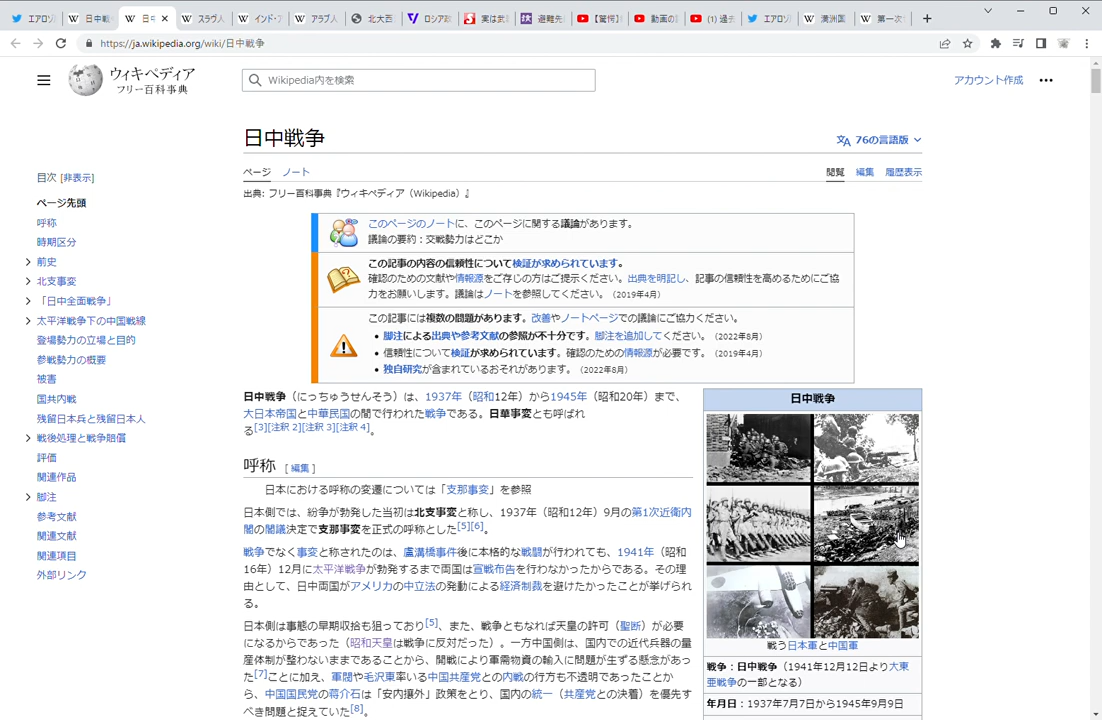 エアロゾ
日中戦
日中
スラヴ人
インド・ア
アラブ人
北大西
ロシア政
実は武
避難先
【驚愕】
動画の
(1) 過去
エアロゾ
満洲国
第一次
https://ja.wikipedia.org/wiki/日中戦争
ウィキペディア
フリー百科事典
Wikipedia内を検索
アカウント作成
日中戦争
76の言語版
ページ ノート
閲覧 編集 履歴表示
出典: フリー百科事典『ウィキペディア（Wikipedia）』
目次 [非表示]
ページ先頭
呼称
時期区分
前史
北支事変
「日中全面戦争」
太平洋戦争下の中国戦線
登場勢力の立場と目的
参戦勢力の概要
被害
国共内戦
残留日本兵と残留日本人
戦後処理と戦争賠償
評価
関連作品
脚注
参考文献
関連文献
関連項目
外部リンク
このページのノートに、このページに関する議論があります。
議論の要約：交戦勢力はどこか
この記事の内容の信頼性について検証が求められています。
確認のための文献や情報源をご存じの方はご提示ください。出典を明記し、記事の信頼性を高めるためにご協
力をお願いします。議論はノートを参照してください。（2019年4月）
この記事には複数の問題があります。改善やノートページでの議論にご協力ください。
• 脚注による出典や参考文献の参照が不十分です。脚注を追加してください。（2022年8月）
• 信頼性について検証が求められています。確認のための情報源が必要です。（2019年4月）
• 独自研究が含まれているおそれがあります。（2022年8月）
日中戦争（にっちゅうせんそう）は、1937年（昭和12年）から1945年（昭和20年）まで、
大日本帝国と中華民国の間で行われた戦争である。日華事変とも呼ばれ
る[3][注釈 2][注釈 3][注釈 4]。
呼称 [編集]
日本における呼称の変遷については「支那事変」を参照
日本側では、紛争が勃発した当初は北支事変と称し、1937年（昭和12年）9月の第1次近衛内
閣の閣議決定で支那事変を正式の呼称とした[5][6]。
戦争でなく事変と称されたのは、盧溝橋事件後に本格的な戦闘が行われても、1941年（昭和
16年）12月に太平洋戦争が勃発するまで両国は宣戦布告を行わなかったからである。その理
由として、日中両国がアメリカの中立法の発動による経済制裁を避けたかったことが挙げられ
る。
日本側は事態の早期収拾も狙っており[5]、また、戦争ともなれば天皇の許可（聖断）が必要
になるからであった（昭和天皇は戦争に反対だった）。一方中国側は、国内での近代兵器の量
産体制が整わないままであることから、開戦により軍需物資の輸入に問題が生ずる懸念があっ
た[7]ことに加え、軍閥や毛沢東率いる中国共産党との内戦の行方も不透明であったことか
ら、中国国民党の蒋介石は「安内攘外」政策をとり、国内の統一（共産党との決着）を優先す
べき問題と捉えていた[8]。
日中戦争
戦う日本軍と中国軍
戦争：日中戦争（1941年12月12日より大東
亜戦争の一部となる）
年月日：1937年7月7日から1945年9月9日